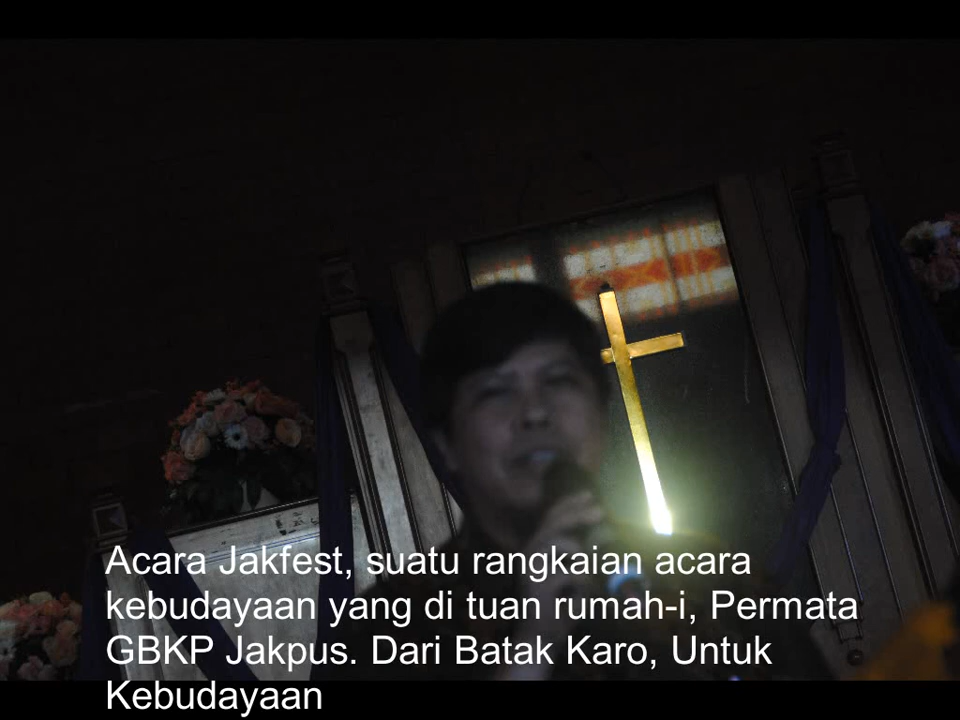 Acara Jakfest, suatu rangkaian acara
kebudayaan yang di tuan rumah-i, Permata
GBKP Jakpus. Dari Batak Karo, Untuk
Kebudayaan